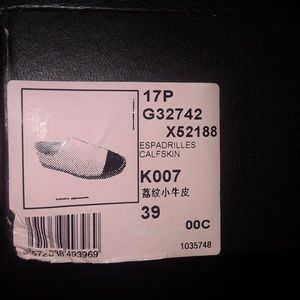 17P
G32742
X52188
ESPADRILLES
CALFSKIN
K007
荔纹小牛皮
39
00C
1035748